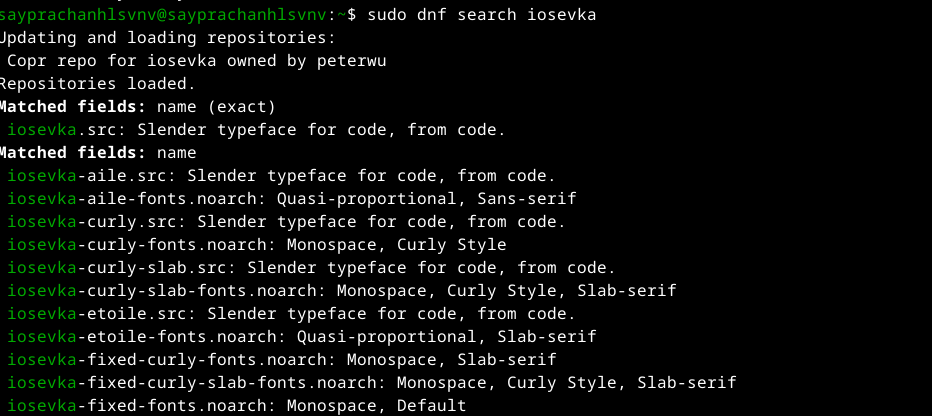 sayprachanhlsvnv@sayprachanhlsvnv:~$ sudo dnf search iosevka
Updating and loading repositories:
Copr repo for iosevka owned by peterwu
Repositories loaded.
Matched fields: name (exact)
iosevka.src: Slender typeface for code, from code.
Matched fields: name
iosevka-aile.src: Slender typeface for code, from code.
iosevka-aile-fonts.noarch: Quasi-proportional, Sans-serif
iosevka-curly.src: Slender typeface for code, from code.
iosevka-curly-fonts.noarch: Monospace, Curly Style
iosevka-curly-slab.src: Slender typeface for code, from code.
iosevka-curly-slab-fonts.noarch: Monospace, Curly Style, Slab-serif
iosevka-etoile.src: Slender typeface for code, from code.
iosevka-etoile-fonts.noarch: Quasi-proportional, Slab-serif
iosevka-fixed-curly-fonts.noarch: Monospace, Slab-serif
iosevka-fixed-curly-slab-fonts.noarch: Monospace, Curly Style, Slab-serif
iosevka-fixed-fonts.noarch: Monospace, Default